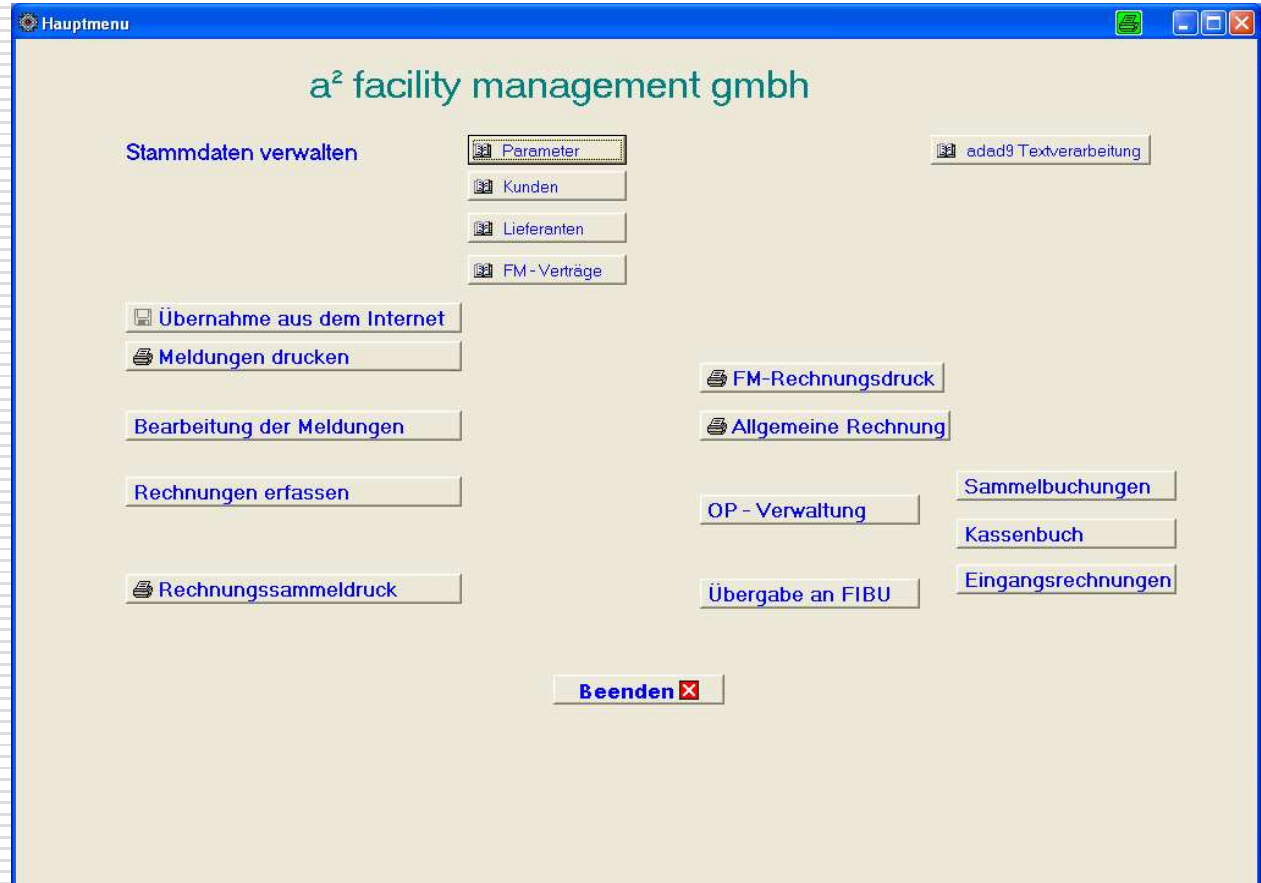 Hauptmenu
a² facility management gmbh
Stammdaten verwalten
Parameter
adad9 Textverarbeitung
Kunden
Lieferanten
FM - Verträge
Übernahme aus dem Internet
Meldungen drucken
FM-Rechnungsdruck
Bearbeitung der Meldungen
Allgemeine Rechnung
Rechnungen erfassen
Sammelbuchungen
OP - Verwaltung
Kassenbuch
Rechnungssammeldruck
Übergabe an FIBU
Eingangsrechnungen
Beenden